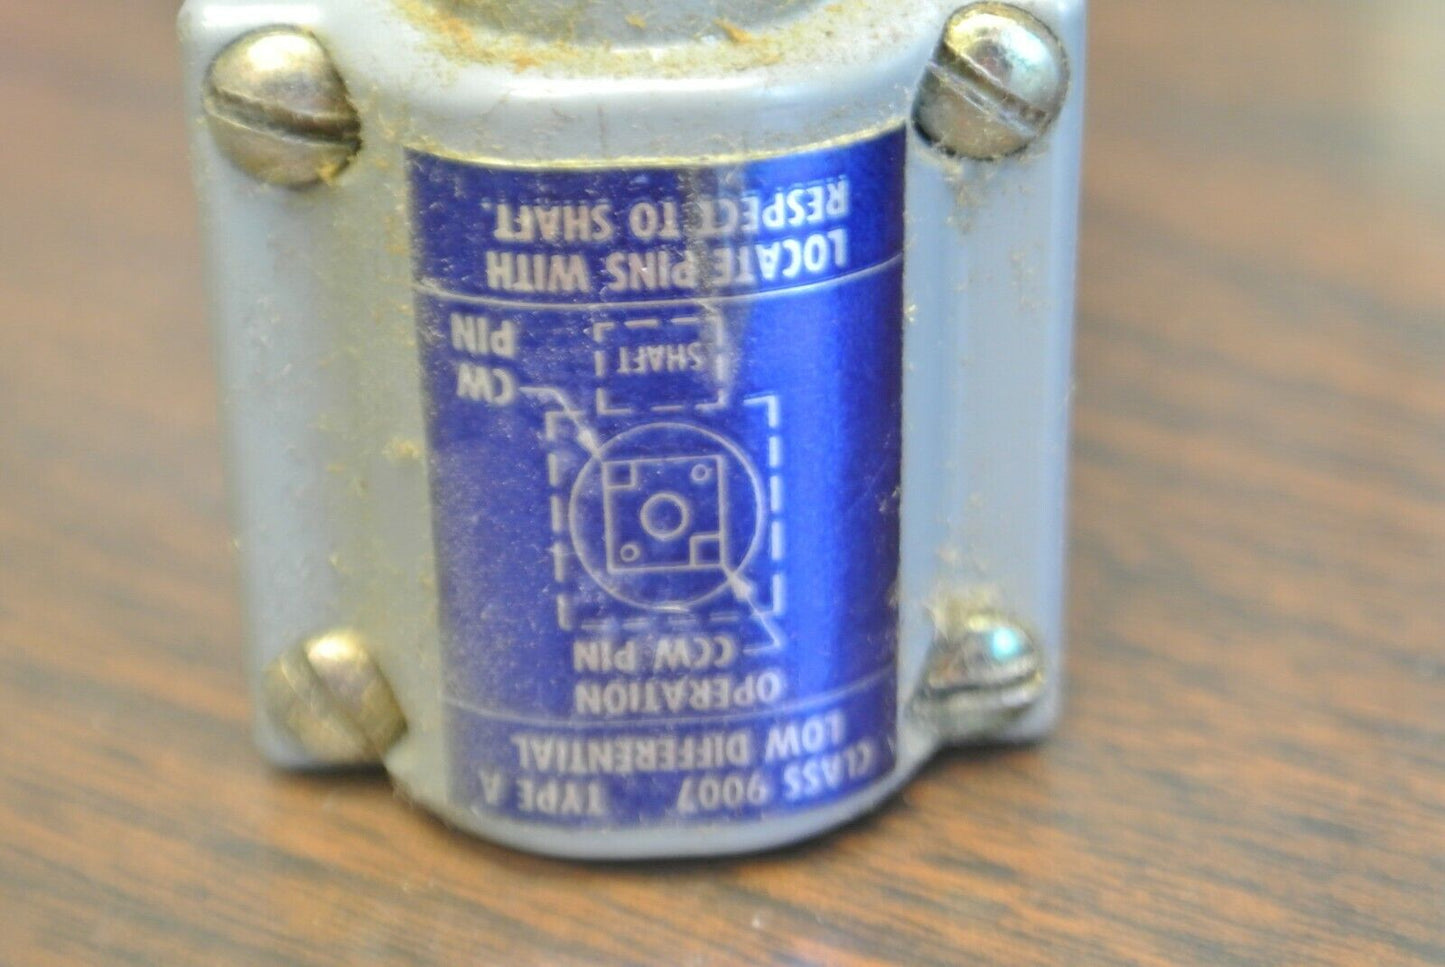 CLASS 9007 TYPE A
LOW DIFFERENTIAL
OPERATION
CCW PIN
CW
PIN
SHAFT
LOCATE PINS WITH
RESPECT TO SHAFT.